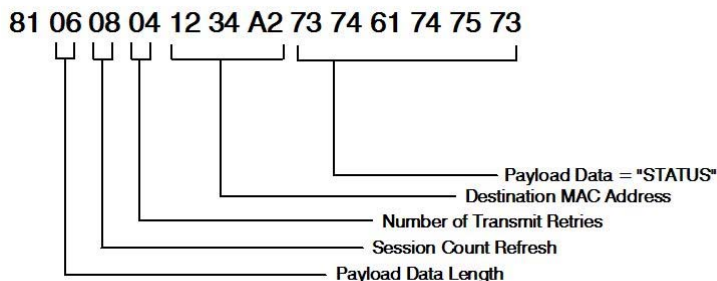 81 06 08 04 12 34 A2 73 74 61 74 75 73
Payload Data = "STATUS"
Destination MAC Address
Number of Transmit Retries
Session Count Refresh
Payload Data Length